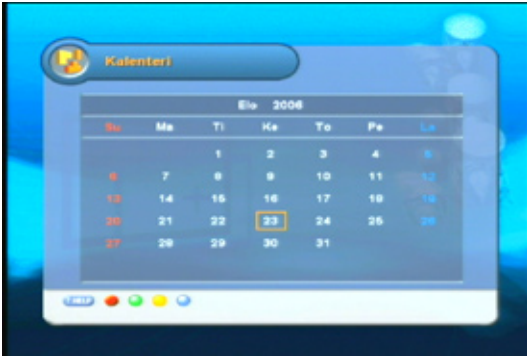 Kalenteri
Elo 2006
Su Ma Ti Ke To Pe La
1 2 3 4 5
6 7 8 9 10 11 12
13 14 15 16 17 18 19
20 21 22 23 24 25 26
27 28 29 30 31
HELP